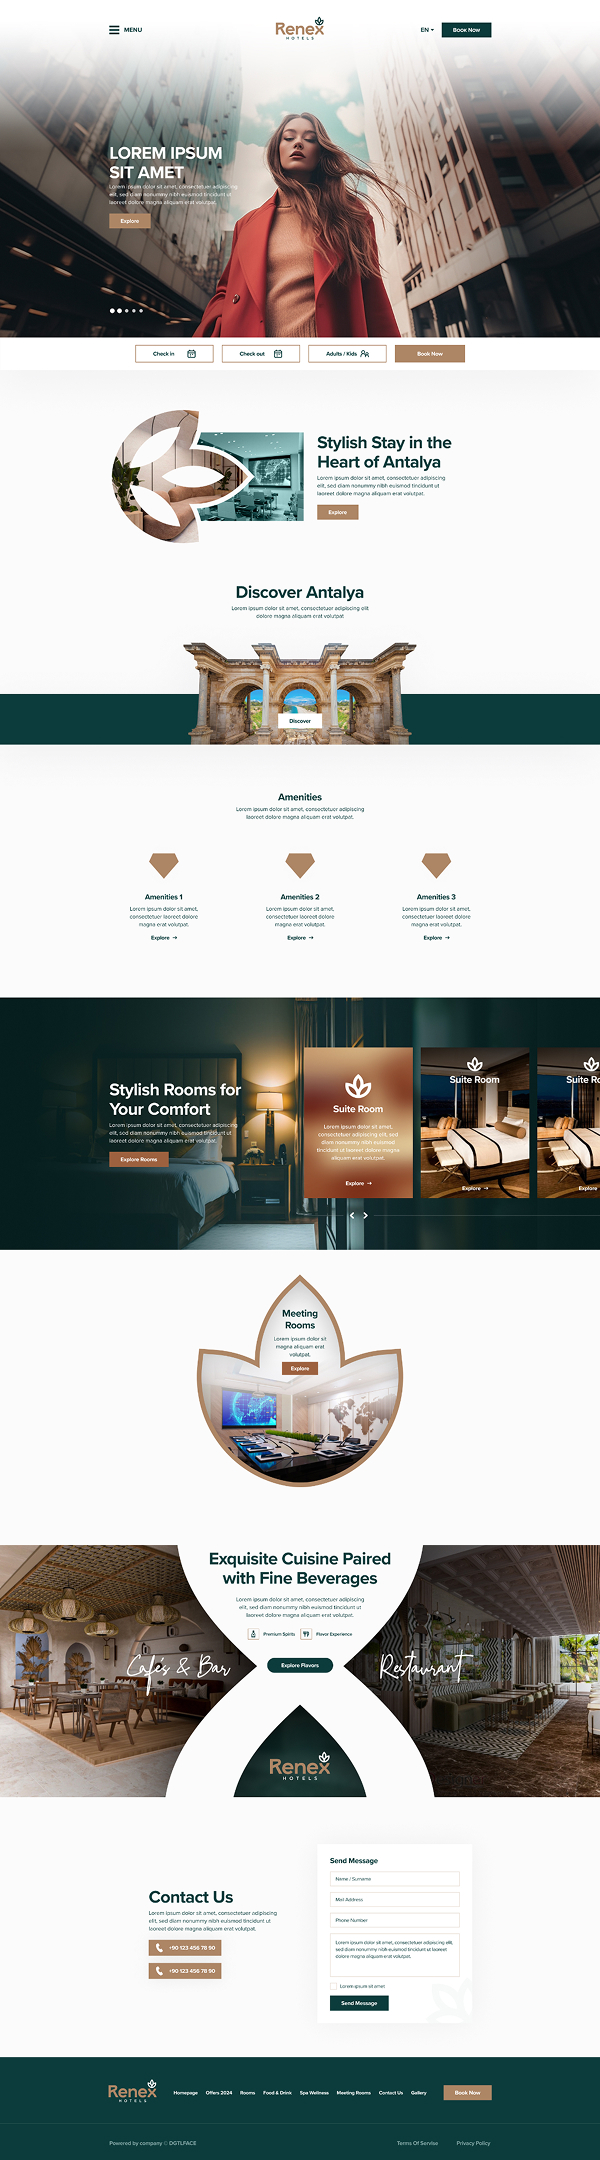 MENU
Renex
HOTELS
EN
Book Now
LOREM IPSUM
SIT AMET
Lorem ipsum dolor sit amet, consectetuer adipiscing
elit, sed diam nonummy nibh euismod tincidunt ut
laoreet dolore magna aliquam erat volutpat.
Explore
Check in
Check out
Adults / Kids
Book Now
Stylish Stay in the
Heart of Antalya
Lorem ipsum dolor sit amet, consectetuer adipiscing
elit, sed diam nonummy nibh euismod tincidunt ut
laoreet dolore magna aliquam erat volutpat.
Explore
Discover Antalya
Lorem ipsum dolor sit amet, consectetuer adipiscing elit
dolore magna aliquam erat volutpat
Discover
Amenities
Lorem ipsum dolor sit amet, consectetuer adipiscing
laoreet dolore magna aliquam erat volutpat.
Amenities 1
Lorem ipsum dolor sit amet,
consectetuer laoreet dolore
magna aliquam erat volutpat.
Explore →
Amenities 2
Lorem ipsum dolor sit amet,
consectetuer laoreet dolore
magna aliquam erat volutpat.
Explore →
Amenities 3
Lorem ipsum dolor sit amet,
consectetuer laoreet dolore
magna aliquam erat volutpat.
Explore →
Stylish Rooms for
Your Comfort
Lorem ipsum dolor sit amet, consectetuer adipiscing
elit, sed diam nonummy nibh euismod tincidunt ut
laoreet dolore magna aliquam erat volutpat.
Explore Rooms
Suite Room
Lorem ipsum dolor sit amet,
consectetuer adipiscing elit, sed
diam nonummy nibh euismod
tincidunt ut laoreet dolore magna
aliquam erat volutpat.
Explore →
Suite Room
Explore →
Suite Ro
Explore
Meeting
Rooms
Lorem ipsum dolor sit
magna aliquam erat
volutpat.
Explore
Exquisite Cuisine Paired
with Fine Beverages
Lorem ipsum dolor sit amet, consectetuer adipiscing
elit, sed diam nonummy nibh euismod tincidunt ut
laoreet dolore magna aliquam erat volutpat.
Premium Spirits
Flavor Experience
Cafés & Bar
Explore Flavors
Restaurant
Renex
HOTELS
Contact Us
Lorem ipsum dolor sit amet, consectetuer adipiscing
elit, sed diam nonummy nibh euismod tincidunt ut
laoreet dolore magna aliquam erat volutpat.
+90 123 456 78 90
+90 123 456 78 90
Send Message
Name / Surname
Mail Address
Phone Number
Lorem ipsum dolor sit amet, consectetuer adipiscing elit,
sed diam nonummy nibh euismod tincidunt ut laoreet
dolore magna aliquam erat volutpat.
Lorem ipsum sit amet
Send Message
Renex
HOTELS
Homepage
Offers 2024
Rooms
Food & Drink
Spa Wellness
Meeting Rooms
Contact Us
Gallery
Book Now
Powered by company © DGTLFACE
Terms Of Servise
Privacy Policy